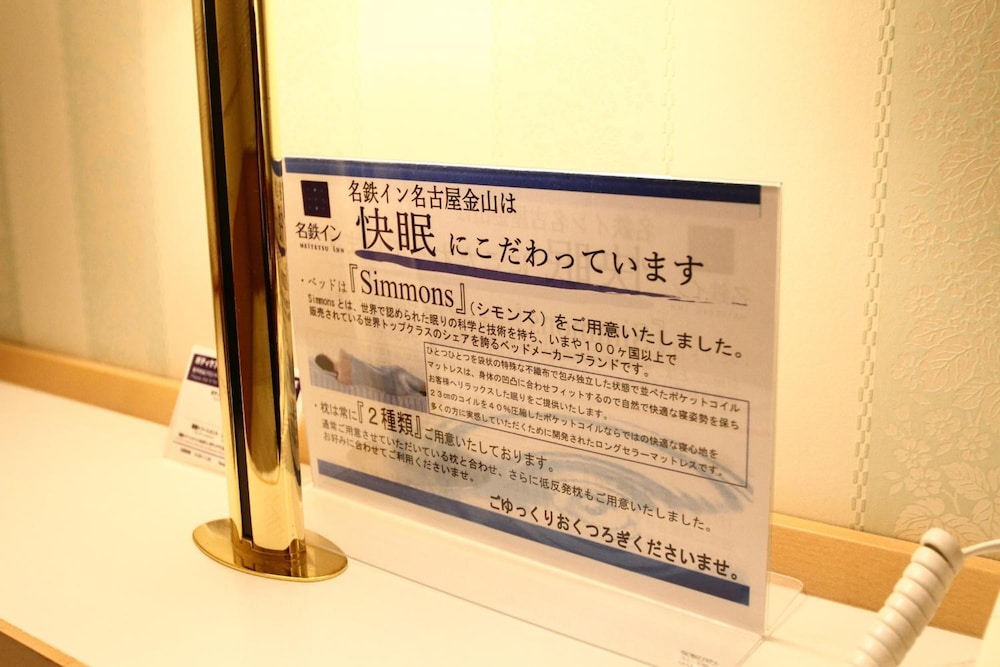 名鉄イン
MEITETSU inn
名鉄イン名古屋金山は
快眠にこだわっています
・ベッドは『Simmons』(シモンズ)をご用意いたしました。
Simmonsとは、世界で認められた眠りの科学と技術を持ち、いまや100ヶ国以上で
販売されている世界トップクラスのシェアを誇るベッドメーカーブランドです。
ひとつひとつを袋状の特殊な不織布で包み独立した状態で並べたポケットコイル
マットレスは、身体の凹凸に合わせフィットするので自然で快適な寝姿勢を保ち
お客様へリラックスした眠りをご提供いたします。
23㎝のコイルを40%圧縮したポケットコイルならではの快適な寝心地を
多くの方に実感していただくために開発されたロングセラーマットレスです。
・枕は常に『2種類』ご用意いたしております。
通常ご用意させていただいている枕と合わせ、さらに低反発枕もご用意いたしました。
お好みに合わせてご利用くださいませ。
ごゆっくりおくつろぎくださいませ。